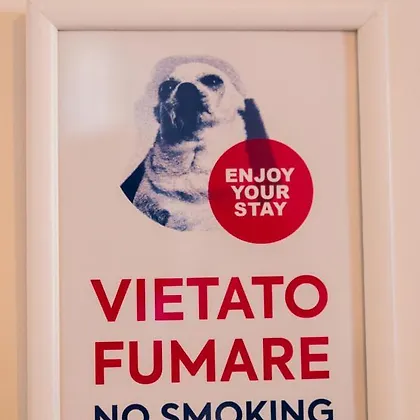 ENJOY
YOUR
STAY
VIETATO
FUMARE
NO SMOKING